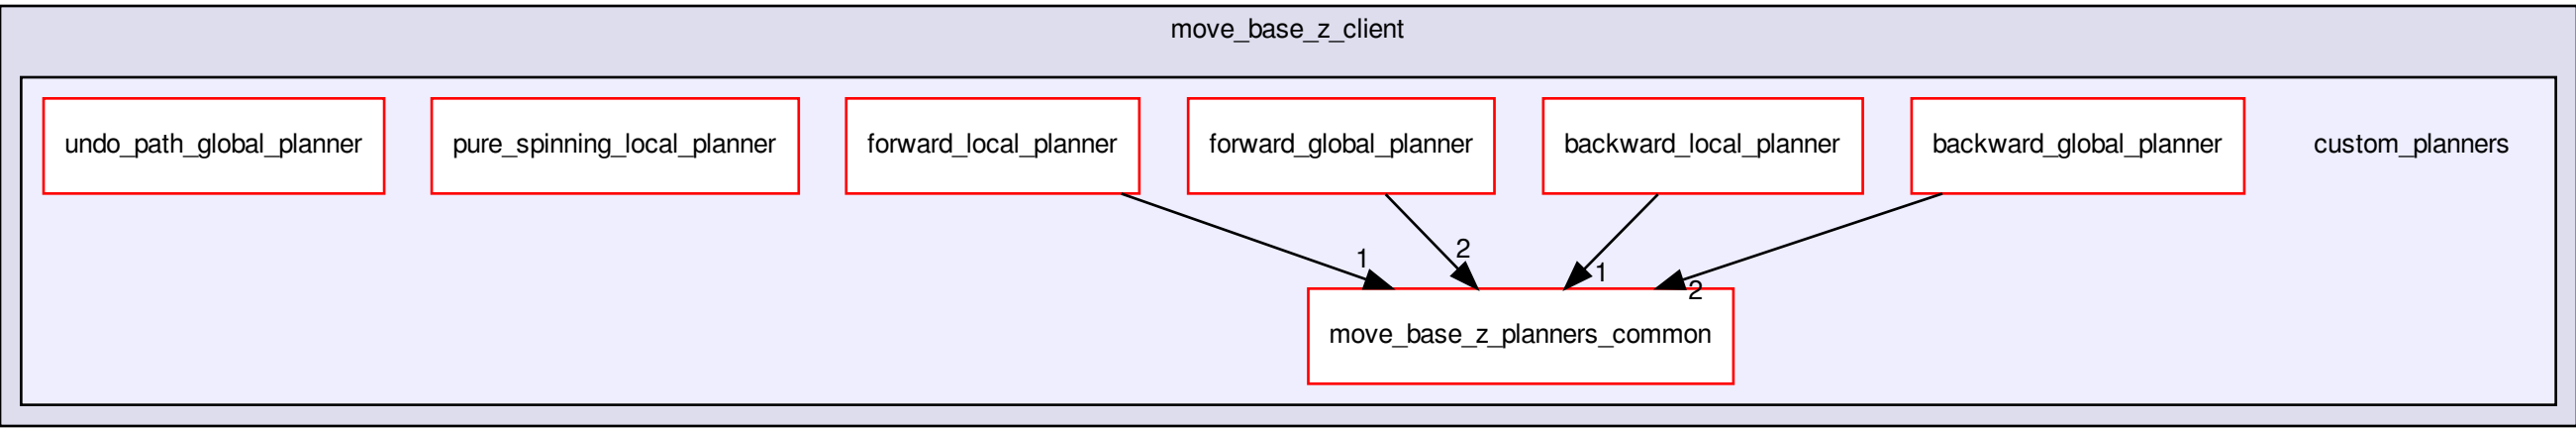 move_base_z_client
undo_path_global_planner
pure_spinning_local_planner
forward_local_planner
forward_global_planner
backward_local_planner
backward_global_planner
custom_planners
1
2
1
2
move_base_z_planners_common